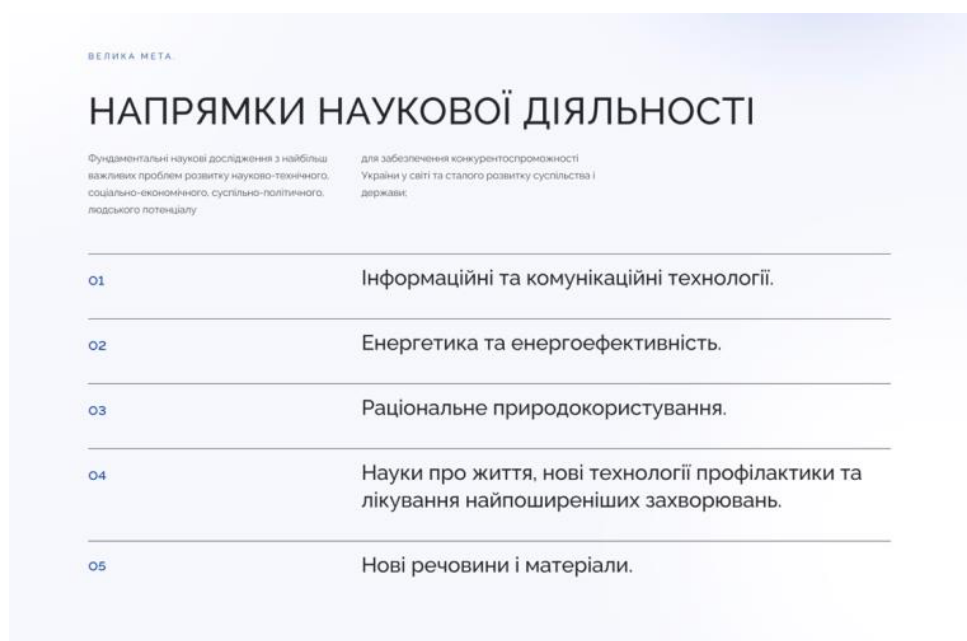 ВЕЛИКА МЕТА
НАПРЯМКИ НАУКОВОЇ ДІЯЛЬНОСТІ
Фундаментальні наукові дослідження з найбільш
важливих проблем розвитку науково-технічного,
соціально-економічного, суспільно-політичного,
людського потенціалу
для забезпечення конкурентоспроможності
України у світі та сталого розвитку суспільства і
держави;
01
Інформаційні та комунікаційні технології.
02
Енергетика та енергоефективність.
03
Раціональне природокористування.
04
Науки про життя, нові технології профілактики та
лікування найпоширеніших захворювань.
05
Нові речовини і матеріали.